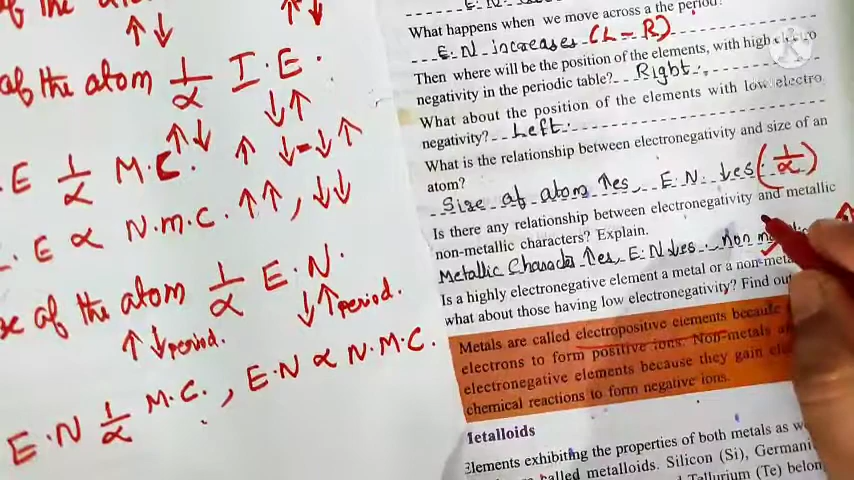 of the atom
↑↓
of the atom 1/α I.E.
↑↓ ↓↑
E 1/α M.C. ↑ ↓-↓ ↑
E α N.M.C. ↑↑, ↓↓
of the atom 1/α E.N.
↑↓period. ↓↑period.
E.N 1/α M.C., E.N α N.M.C.
What happens when we move across a the period?
E.N increases (L - R)
Then where will be the position of the elements, with high electro
negativity in the periodic table? Right.
What about the position of the elements with low electro
negativity? Left.
What is the relationship between electronegativity and size of an
atom?
Size of atom ↑es, E.N. ↓es (1/α)
Is there any relationship between electronegativity and metallic
non-metallic characters? Explain.
Metallic Character ↑es, E.N ↓es. non
Is a highly electronegative element a metal or a non-
what about those having low electronegativity? Find
Metals are called electropositive elements because
electrons to form positive ions. Non-metals
electronegative elements because they gain
chemical reactions to form negative ions.
Metalloids
Elements exhibiting the properties of both metals as
called metalloids. Silicon (Si),
Tellurium (Te)